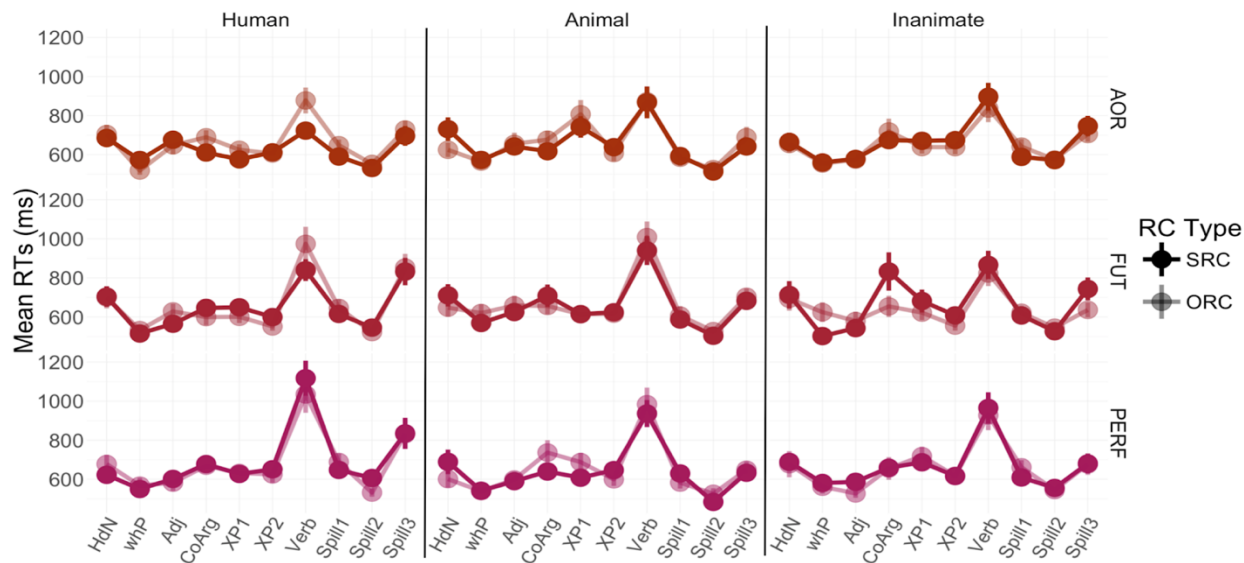 Human Animal Inanimate
1200
1000
800
600
AOR
1200
1000
800
600
FUT
1200
1000
800
600
PERF
Mean RTs (ms)
RC Type
SRC
ORC
HdN whP Adj CoArg XP1 XP2 Verb Spill1 Spill2 Spill3 HdN whP Adj CoArg XP1 XP2 Verb Spill1 Spill2 Spill3 HdN whP Adj CoArg XP1 XP2 Verb Spill1 Spill2 Spill3